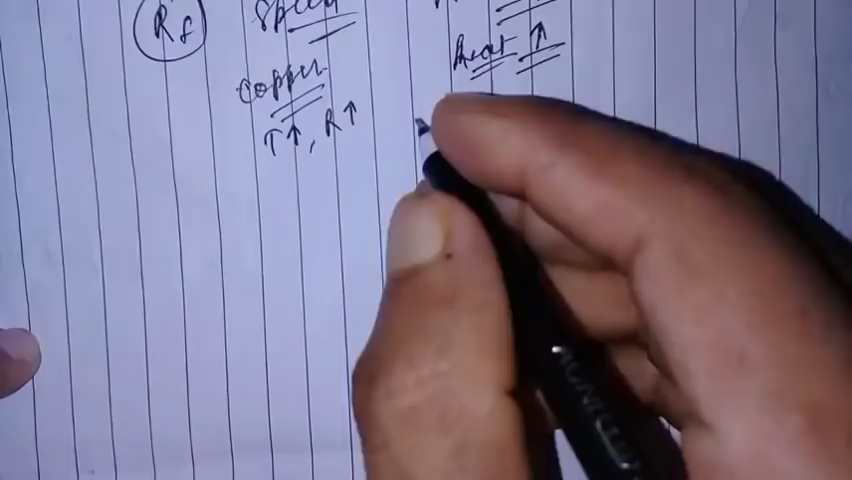 Rf
Speed
Heat ↑
Copper
T↑, R↑